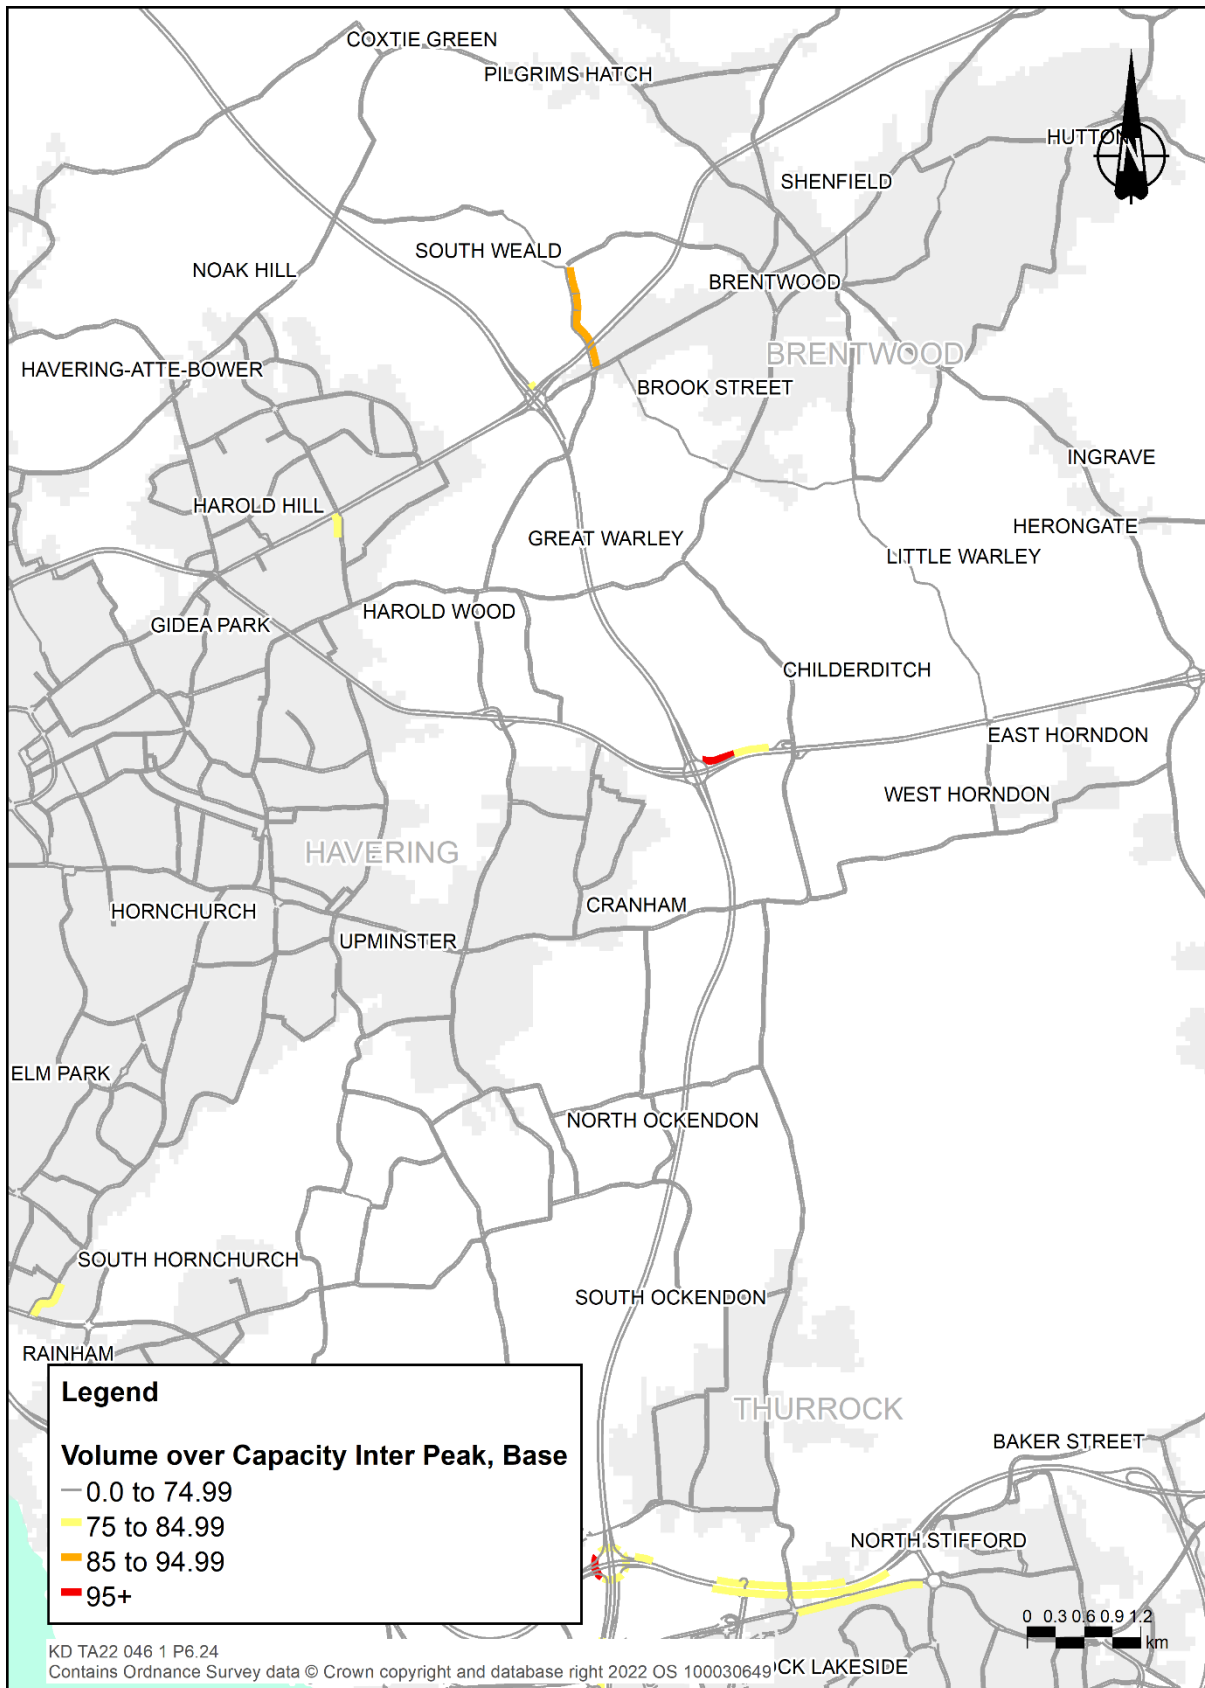 COXTIE GREEN
PILGRIMS HATCH
HUTTON
N
SHENFIELD
SOUTH WEALD
NOAK HILL
BRENTWOOD
BRENTWOOD
HAVERING-ATTE-BOWER
BROOK STREET
INGRAVE
HAROLD HILL
HERONGATE
GREAT WARLEY
LITTLE WARLEY
HAROLD WOOD
GIDEA PARK
CHILDERDITCH
EAST HORNDON
WEST HORNDON
HAVERING
CRANHAM
HORNCHURCH
UPMINSTER
ELM PARK
NORTH OCKENDON
SOUTH HORNCHURCH
SOUTH OCKENDON
RAINHAM
THURROCK
BAKER STREET
NORTH STIFFORD
OCK LAKESIDE
Legend
Volume over Capacity Inter Peak, Base
0.0 to 74.99
75 to 84.99
85 to 94.99
95+
0 0.3 0.6 0.9 1.2
km
KD TA22 046 1 P6.24
Contains Ordnance Survey data © Crown copyright and database right 2022 OS 100030649